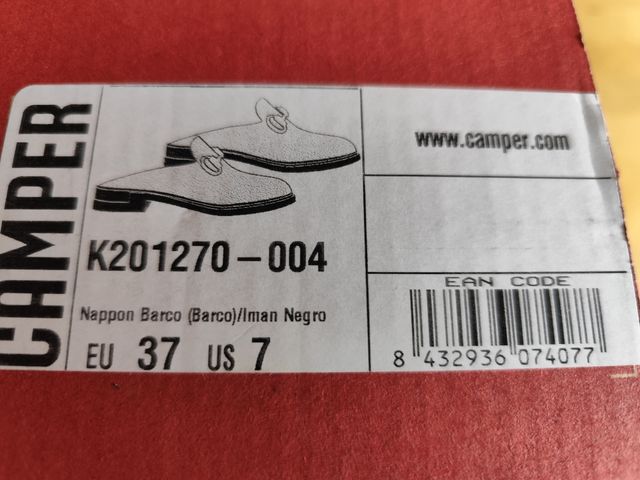 CAMPER
www.camper.com
K201270-004
Nappon Barco (Barco)/Iman Negro
EU 37 US 7
EAN CODE
8 432936 074077